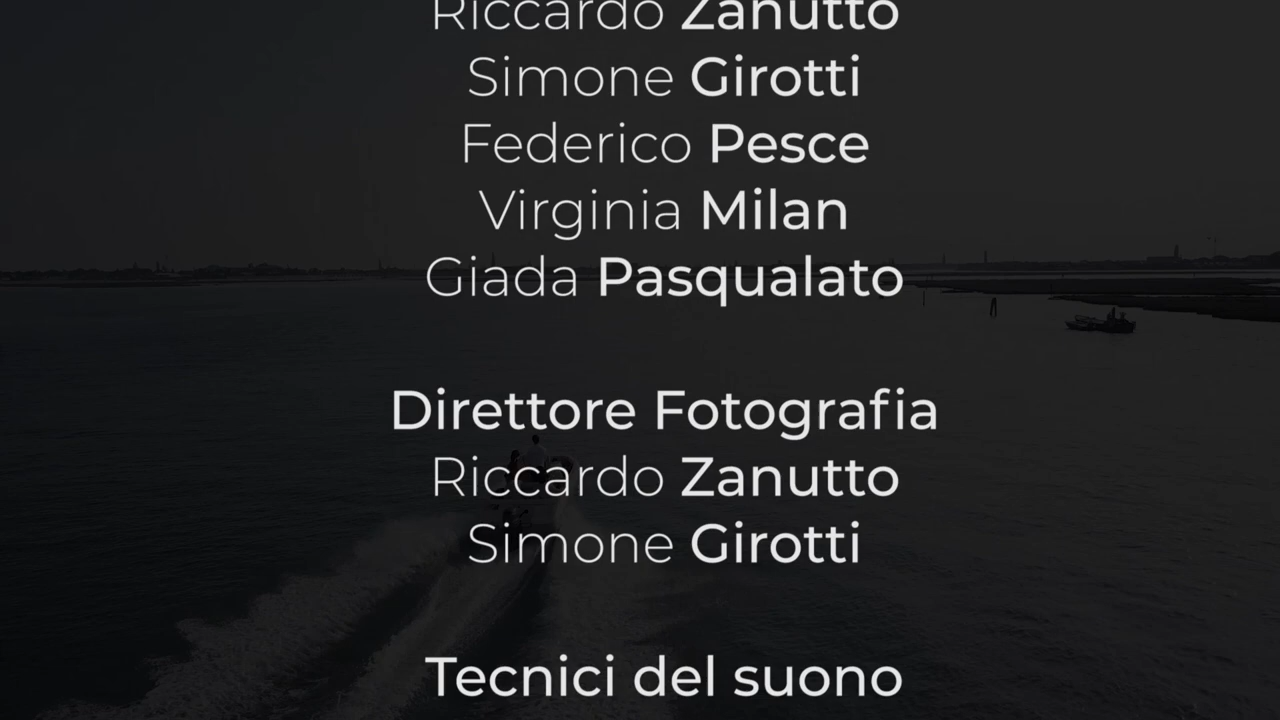 Riccardo Zanutto
Simone Girotti
Federico Pesce
Virginia Milan
Giada Pasqualato
Direttore Fotografia
Riccardo Zanutto
Simone Girotti
Tecnici del suono